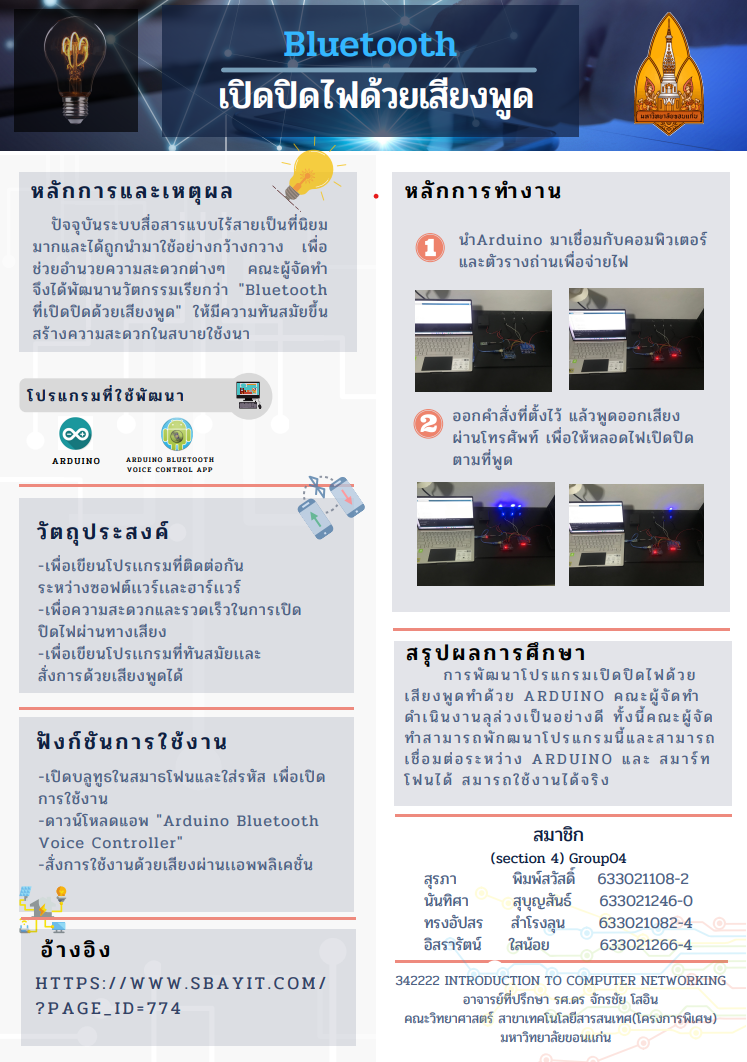 Bluetooth
เปิดปิดไฟด้วยเสียงพูด
มหาวิทยาลัยขอนแก่น
หลักการและเหตุผล
ปัจจุบันระบบสื่อสารแบบไร้สายเป็นที่นิยม
มากและได้ถูกนำมาใช้อย่างกว้างกวาง เพื่อ
ช่วยอำนวยความสะดวกต่างๆ คณะผู้จัดทำ
จึงได้พัฒนานวัตกรรมเรียกว่า "Bluetooth
ที่เปิดปิดด้วยเสียงพูด" ให้มีความทันสมัยขึ้น
สร้างความสะดวกในสบายใช้งนา
โปรแกรมที่ใช้พัฒนา
ARDUINO
ARDUINO BLUETOOTH
VOICE CONTROL APP
วัตถุประสงค์
-เพื่อเขียนโปรแกรมที่ติดต่อกัน
ระหว่างซอฟต์แวร์และฮาร์แวร์
-เพื่อความสะดวกและรวดเร็วในการเปิด
ปิดไฟผ่านทางเสียง
-เพื่อเขียนโปรแกรมที่ทันสมัยและ
สั่งการด้วยเสียงพูดได้
ฟังก์ชันการใช้งาน
-เปิดบลูทูธในสมาธโฟนและใส่รหัส เพื่อเปิด
การใช้งาน
-ดาวน์โหลดแอพ "Arduino Bluetooth
Voice Controller"
-สั่งการใช้งานด้วยเสียงผ่านแอพพลิเคชั่น
อ้างอิง
HTTPS://WWW.SBAYIT.COM/
?PAGE_ID=774
หลักการทำงาน
1 นำArduino มาเชื่อมกับคอมพิวเตอร์
และตัวรางถ่านเพื่อจ่ายไฟ
2 ออกคำสั่งที่ตั้งไว้ แล้วพูดออกเสียง
ผ่านโทรศัพท์ เพื่อให้หลอดไฟเปิดปิด
ตามที่พูด
สรุปผลการศึกษา
การพัฒนาโปรแกรมเปิดปิดไฟด้วย
เสียงพูดทำด้วย ARDUINO คณะผู้จัดทำ
ดำเนินงานลุล่วงเป็นอย่างดี ทั้งนี้คณะผู้จัด
ทำสามารถพัฒนาโปรแกรมนี้และสามารถ
เชื่อมต่อระหว่าง ARDUINO และ สมาร์ท
โฟนได้ สมารถใช้งานได้จริง
สมาชิก
(section 4) Group04
สุรภา พิมพ์สวัสดิ์ 633021108-2
นันทิศา สุบุญสันธ์ 633021246-0
ทรงอัปสร สำโรงลุน 633021082-4
อิสรารัตน์ ใสน้อย 633021266-4
342222 INTRODUCTION TO COMPUTER NETWORKING
อาจารย์ที่ปรึกษา รศ.ดร จักรชัย โสอิน
คณะวิทยาศาสตร์ สาขาเทคโนโลยีสารสนเทศ(โครงการพิเศษ)
มหาวิทยาลัยขอนแก่น